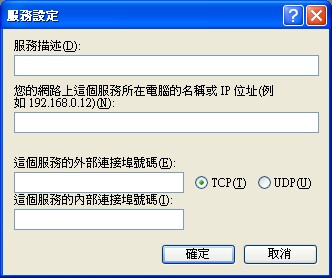 服務設定
服務描述(D):
您的網路上這個服務所在電腦的名稱或 IP 位址(例
如 192.168.0.12)(N):
這個服務的外部連接埠號碼(E):
TCP(T) UDP(U)
這個服務的內部連接埠號碼(I):
確定 取消